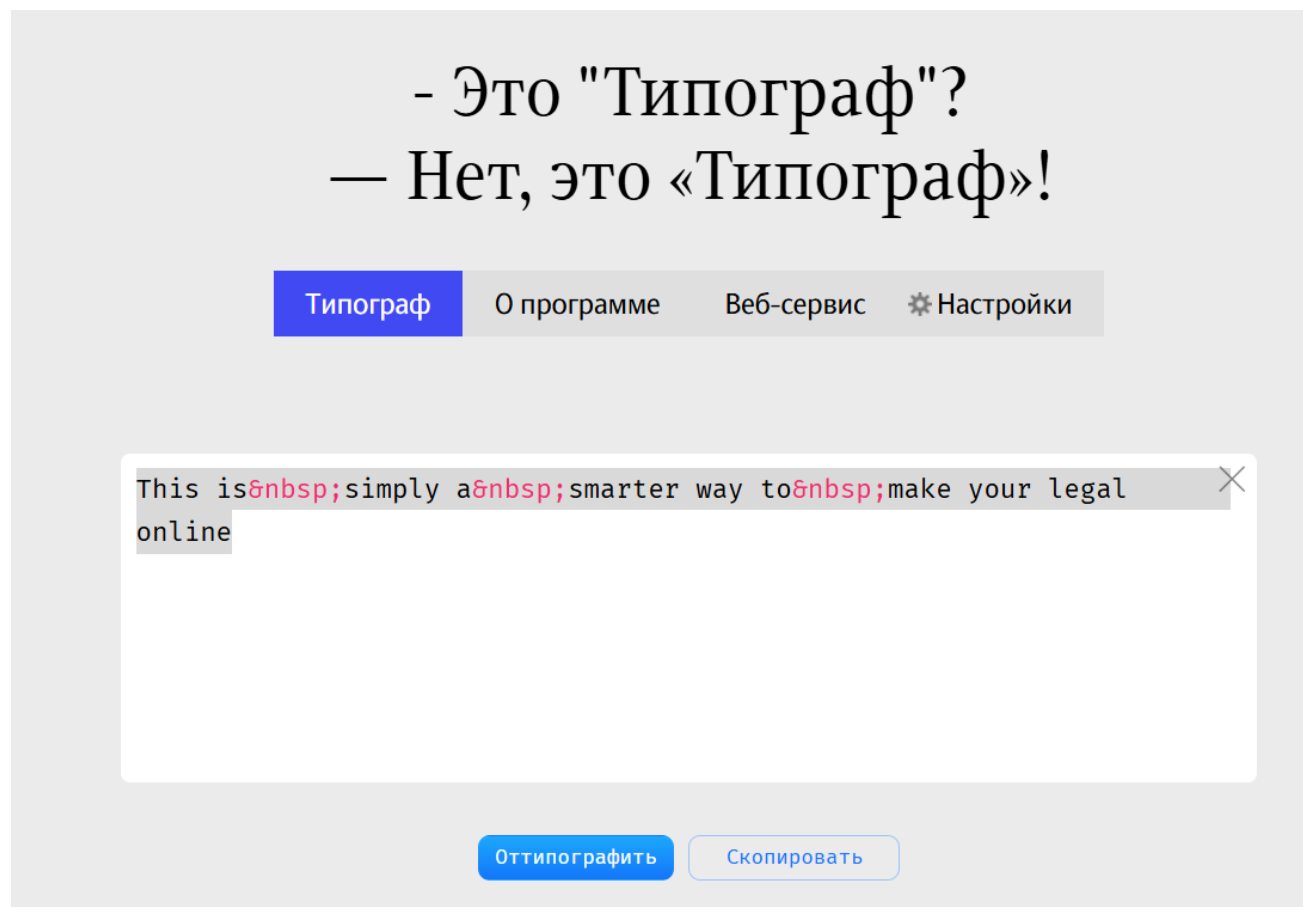 - Это "Типограф"?
— Нет, это «Типограф»!
Типограф О программе Веб-сервис Настройки
This is&nbsp;simply a&nbsp;smarter way to&nbsp;make your legal
online
Оттипографить Скопировать